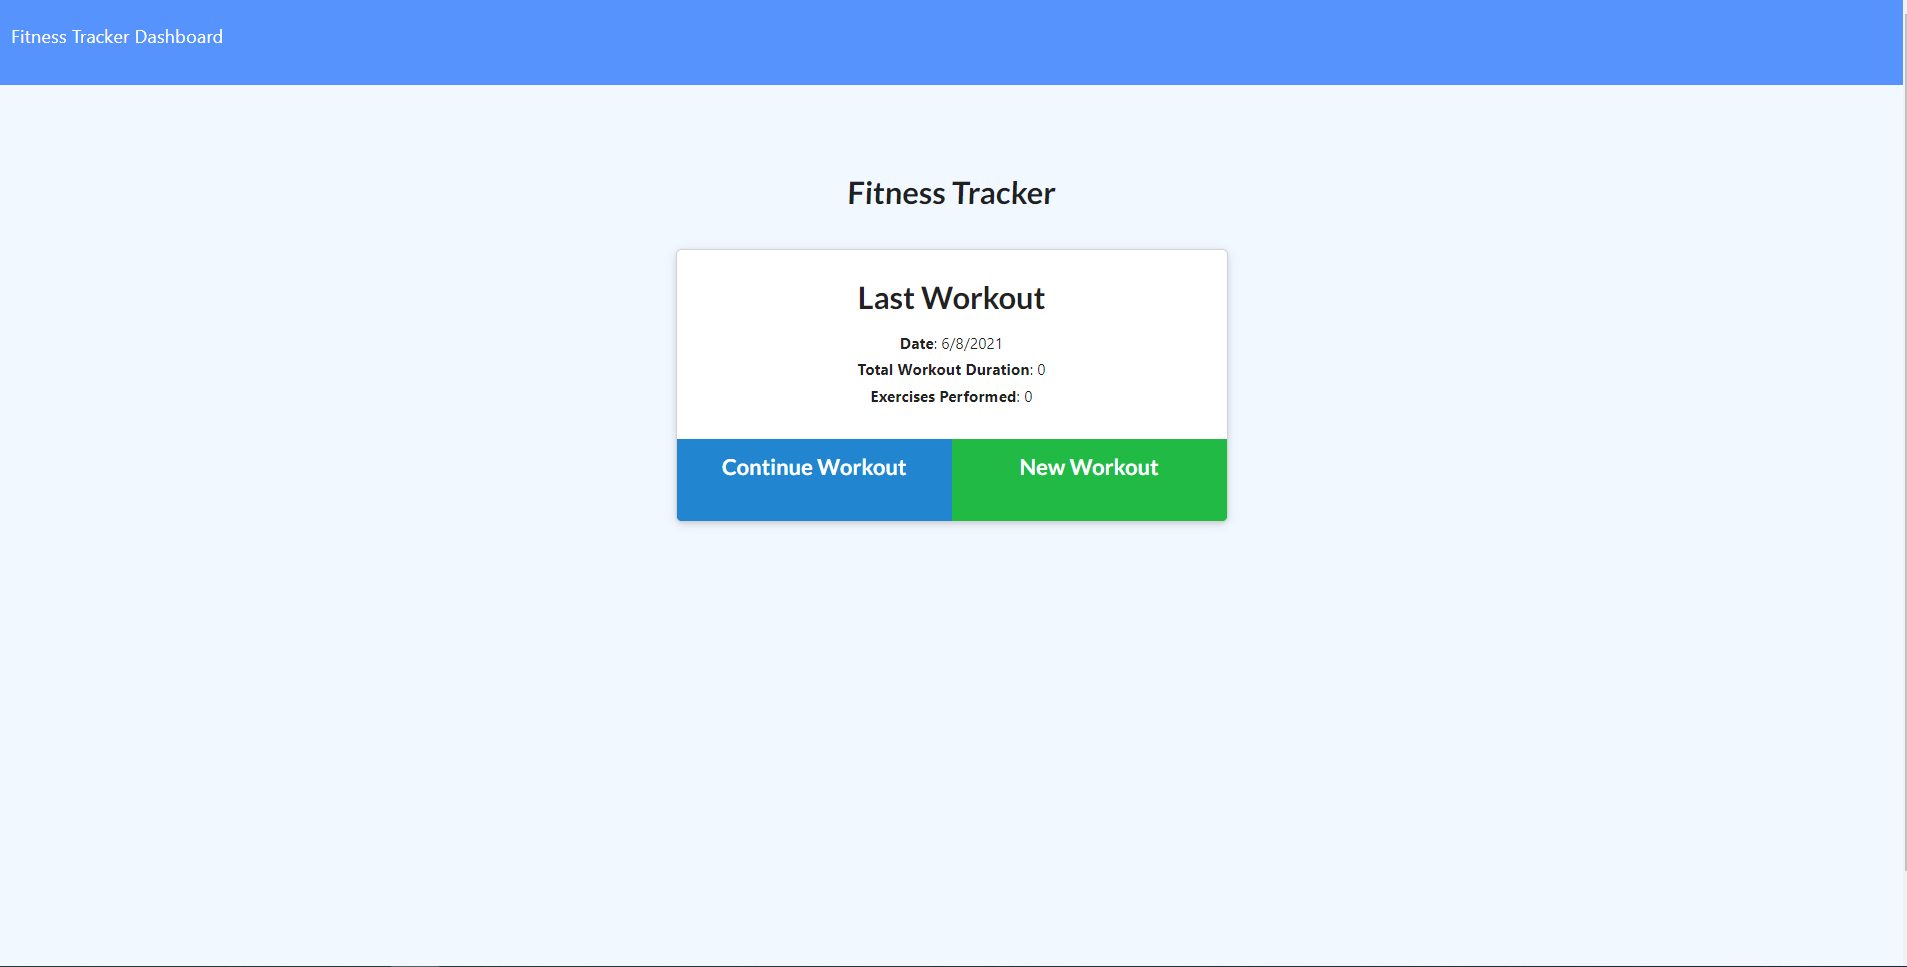 Fitness Tracker Dashboard
Fitness Tracker
Last Workout
Date: 6/8/2021
Total Workout Duration: 0
Exercises Performed: 0
Continue Workout
New Workout